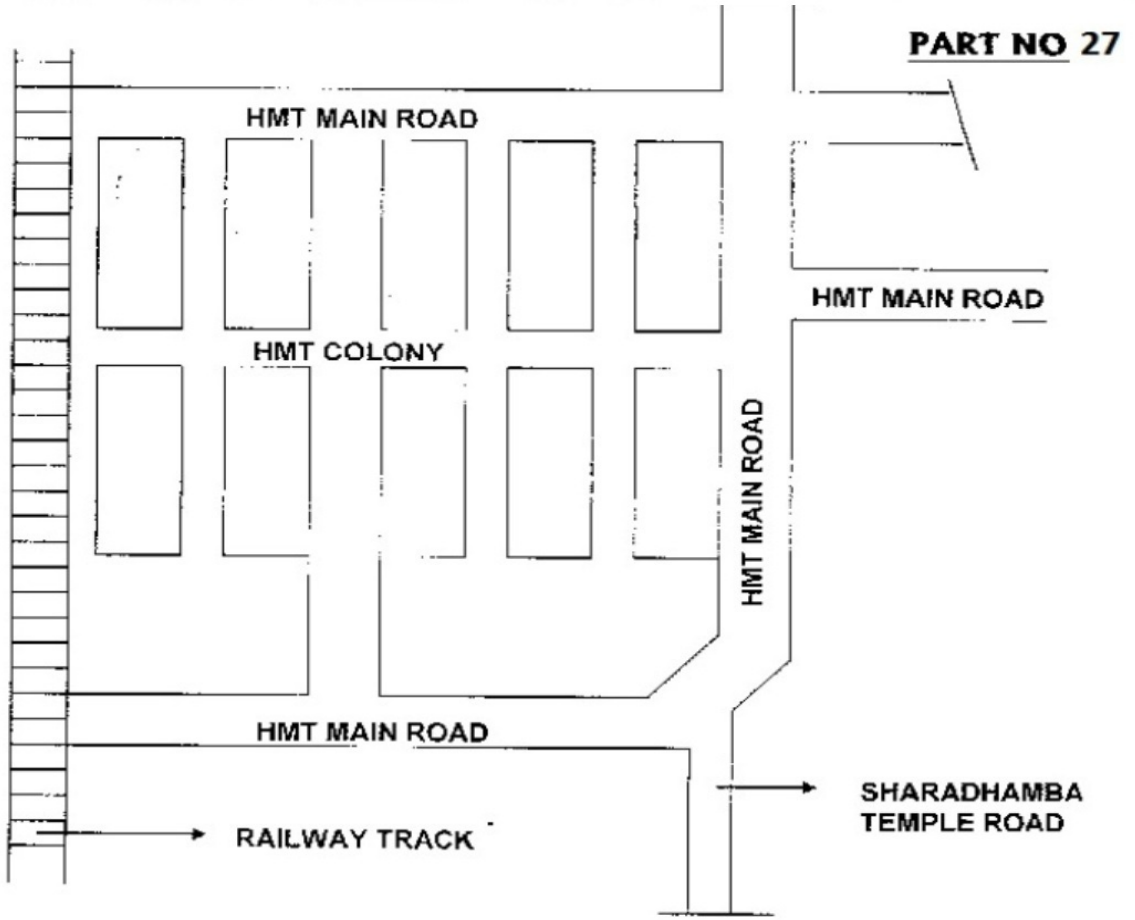 PART NO 27
HMT MAIN ROAD
HMT MAIN ROAD
HMT COLONY
HMT MAIN ROAD
HMT MAIN ROAD
SHARADHAMBA
TEMPLE ROAD
RAILWAY TRACK